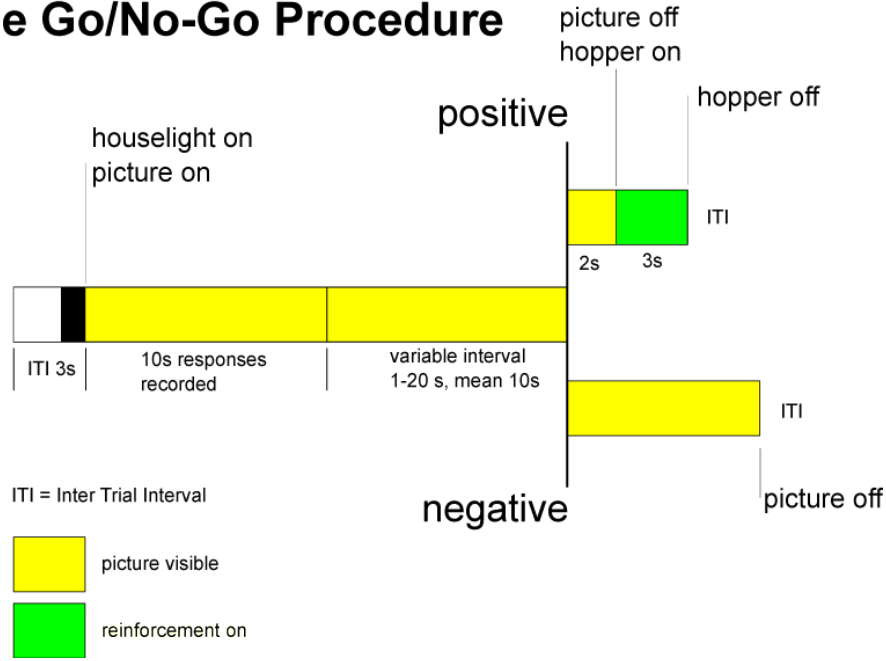 e Go/No-Go Procedure
picture off
hopper on
hopper off
positive
houselight on
picture on
ITI
2s
3s
ITI 3s
10s responses
recorded
variable interval
1-20 s, mean 10s
ITI
negative
picture off
ITI = Inter Trial Interval
picture visible
reinforcement on